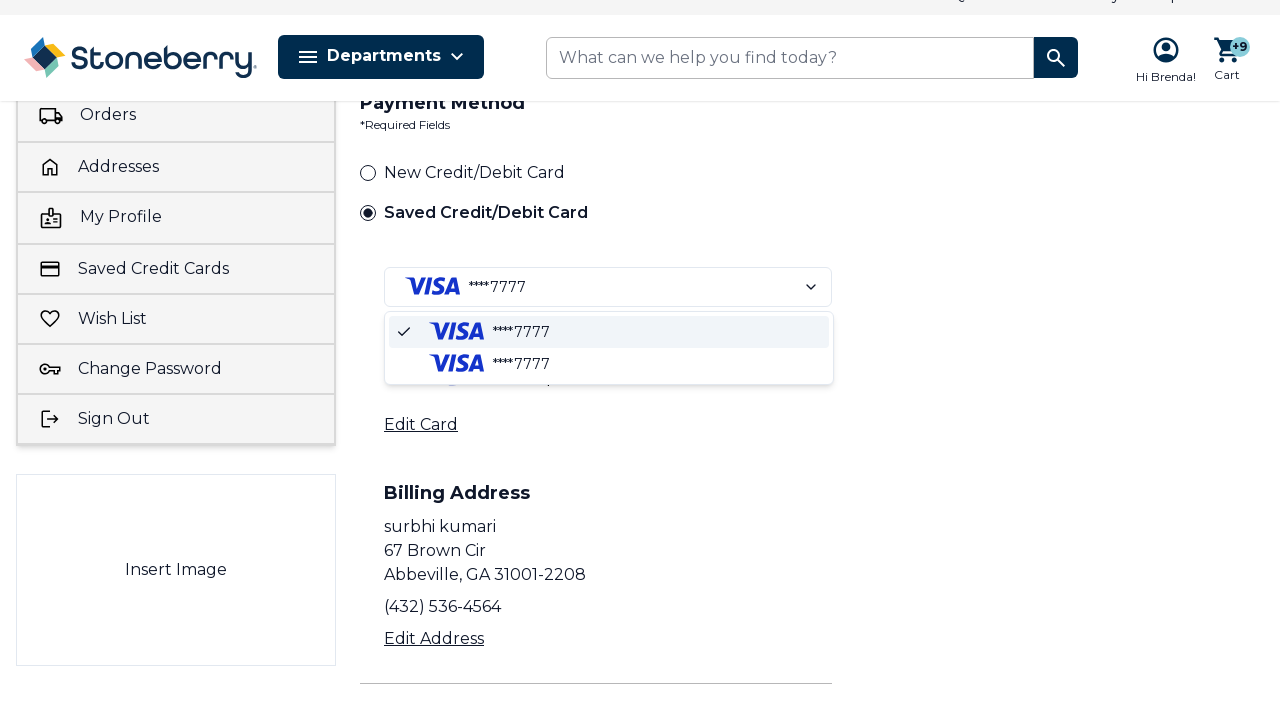 Stoneberry
Departments
What can we help you find today?
Hi Brenda!
+9
Cart
Orders
Addresses
My Profile
Saved Credit Cards
Wish List
Change Password
Sign Out
Insert Image
Payment Method
*Required Fields
New Credit/Debit Card
Saved Credit/Debit Card
VISA ****7777
VISA ****7777
VISA ****7777
Edit Card
Billing Address
surbhi kumari
67 Brown Cir
Abbeville, GA 31001-2208
(432) 536-4564
Edit Address